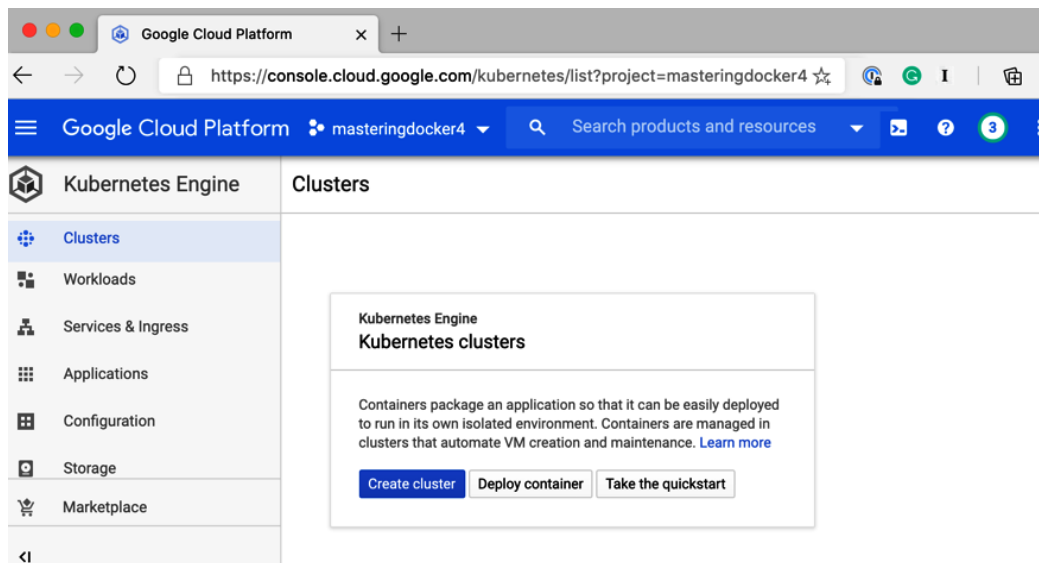 Google Cloud Platform
https://console.cloud.google.com/kubernetes/list?project=masteringdocker4
Google Cloud Platform masteringdocker4 Search products and resources 3
Kubernetes Engine
Clusters
Clusters
Workloads
Services & Ingress
Applications
Configuration
Storage
Marketplace
Kubernetes Engine
Kubernetes clusters
Containers package an application so that it can be easily deployed
to run in its own isolated environment. Containers are managed in
clusters that automate VM creation and maintenance. Learn more
Create cluster Deploy container Take the quickstart